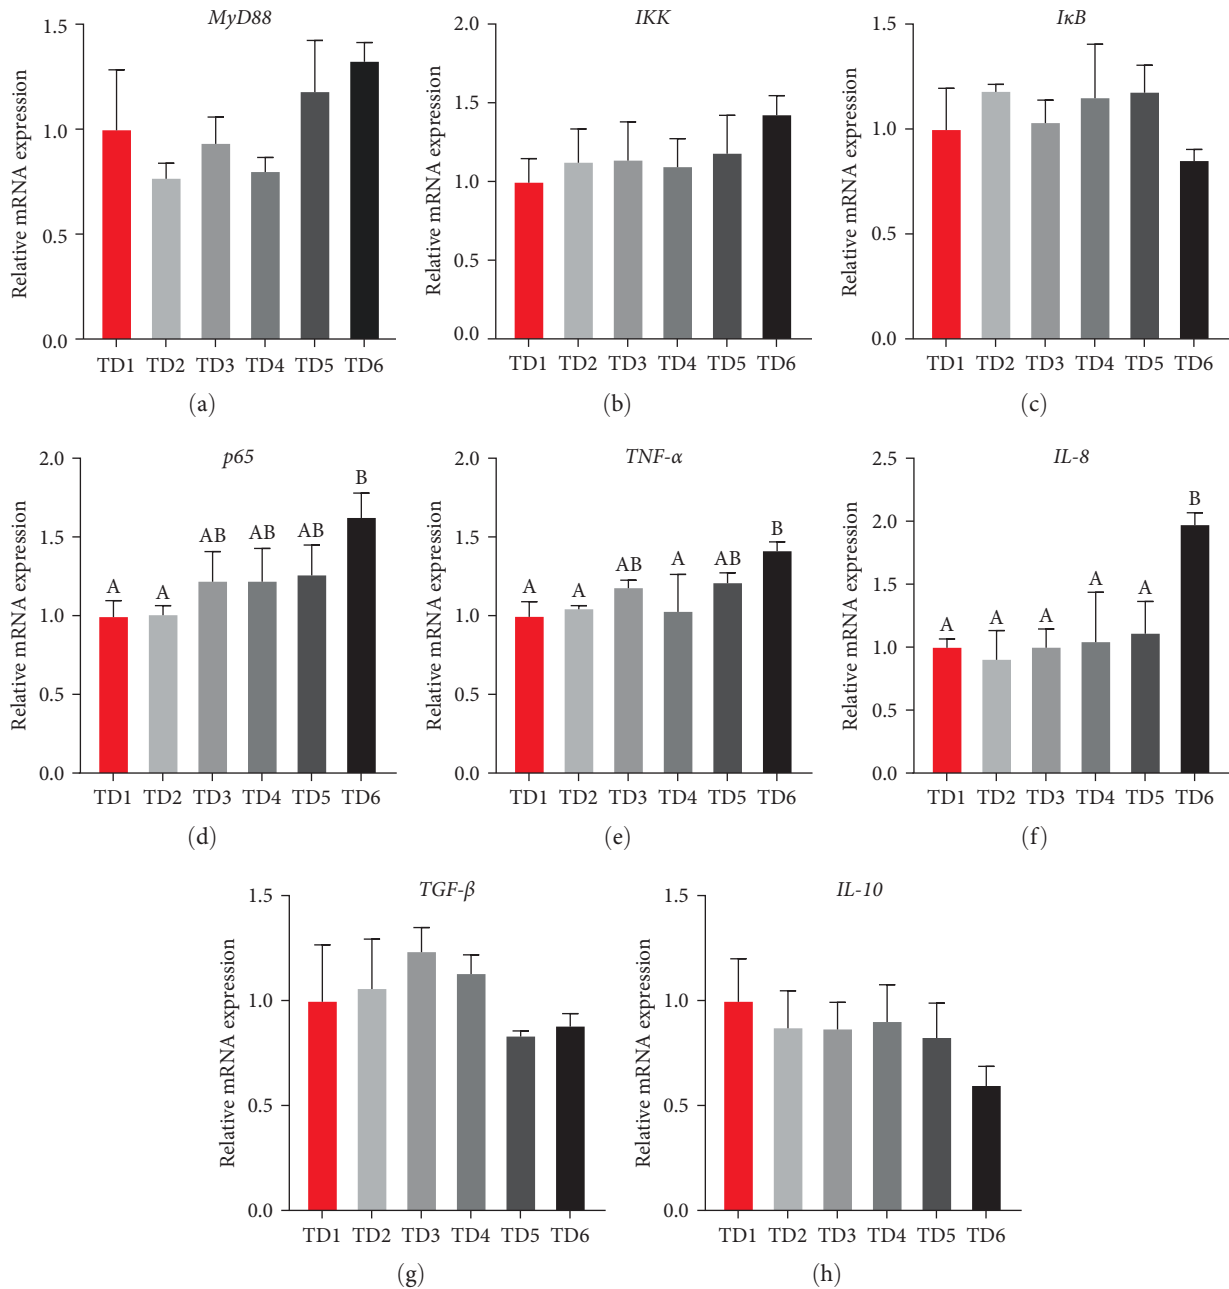 MyD88
Relative mRNA expression
1.5
1.0
0.5
0.0
TD1 TD2 TD3 TD4 TD5 TD6
(a)
IKK
Relative mRNA expression
2.0
1.5
1.0
0.5
0.0
TD1 TD2 TD3 TD4 TD5 TD6
(b)
IκB
Relative mRNA expression
1.5
1.0
0.5
0.0
TD1 TD2 TD3 TD4 TD5 TD6
(c)
p65
Relative mRNA expression
2.0
1.5
1.0
0.5
0.0
A A AB AB AB B
TD1 TD2 TD3 TD4 TD5 TD6
(d)
TNF-α
Relative mRNA expression
2.0
1.5
1.0
0.5
0.0
A A AB A AB B
TD1 TD2 TD3 TD4 TD5 TD6
(e)
IL-8
Relative mRNA expression
2.5
2.0
1.5
1.0
0.5
0.0
A A A A A B
TD1 TD2 TD3 TD4 TD5 TD6
(f)
TGF-β
Relative mRNA expression
1.5
1.0
0.5
0.0
TD1 TD2 TD3 TD4 TD5 TD6
(g)
IL-10
Relative mRNA expression
1.5
1.0
0.5
0.0
TD1 TD2 TD3 TD4 TD5 TD6
(h)